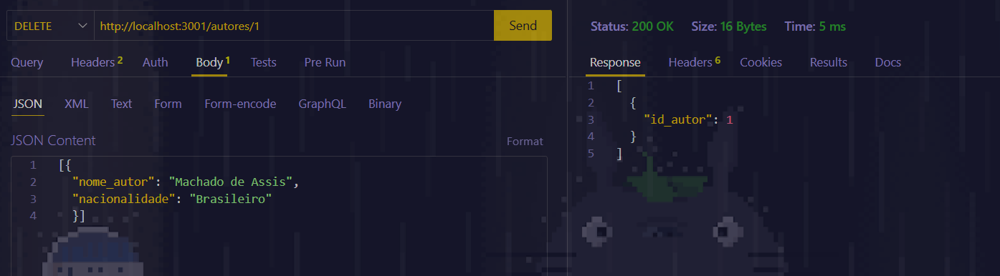 DELETE http://localhost:3001/autores/1 Send
Query Headers 2 Auth Body 1 Tests Pre Run
JSON XML Text Form Form-encode GraphQL Binary
JSON Content Format
1 [{
2 "nome_autor": "Machado de Assis",
3 "nacionalidade": "Brasileiro"
4 }]
Status: 200 OK Size: 16 Bytes Time: 5 ms
Response Headers 6 Cookies Results Docs
1 [
2 {
3 "id_autor": 1
4 }
5 ]